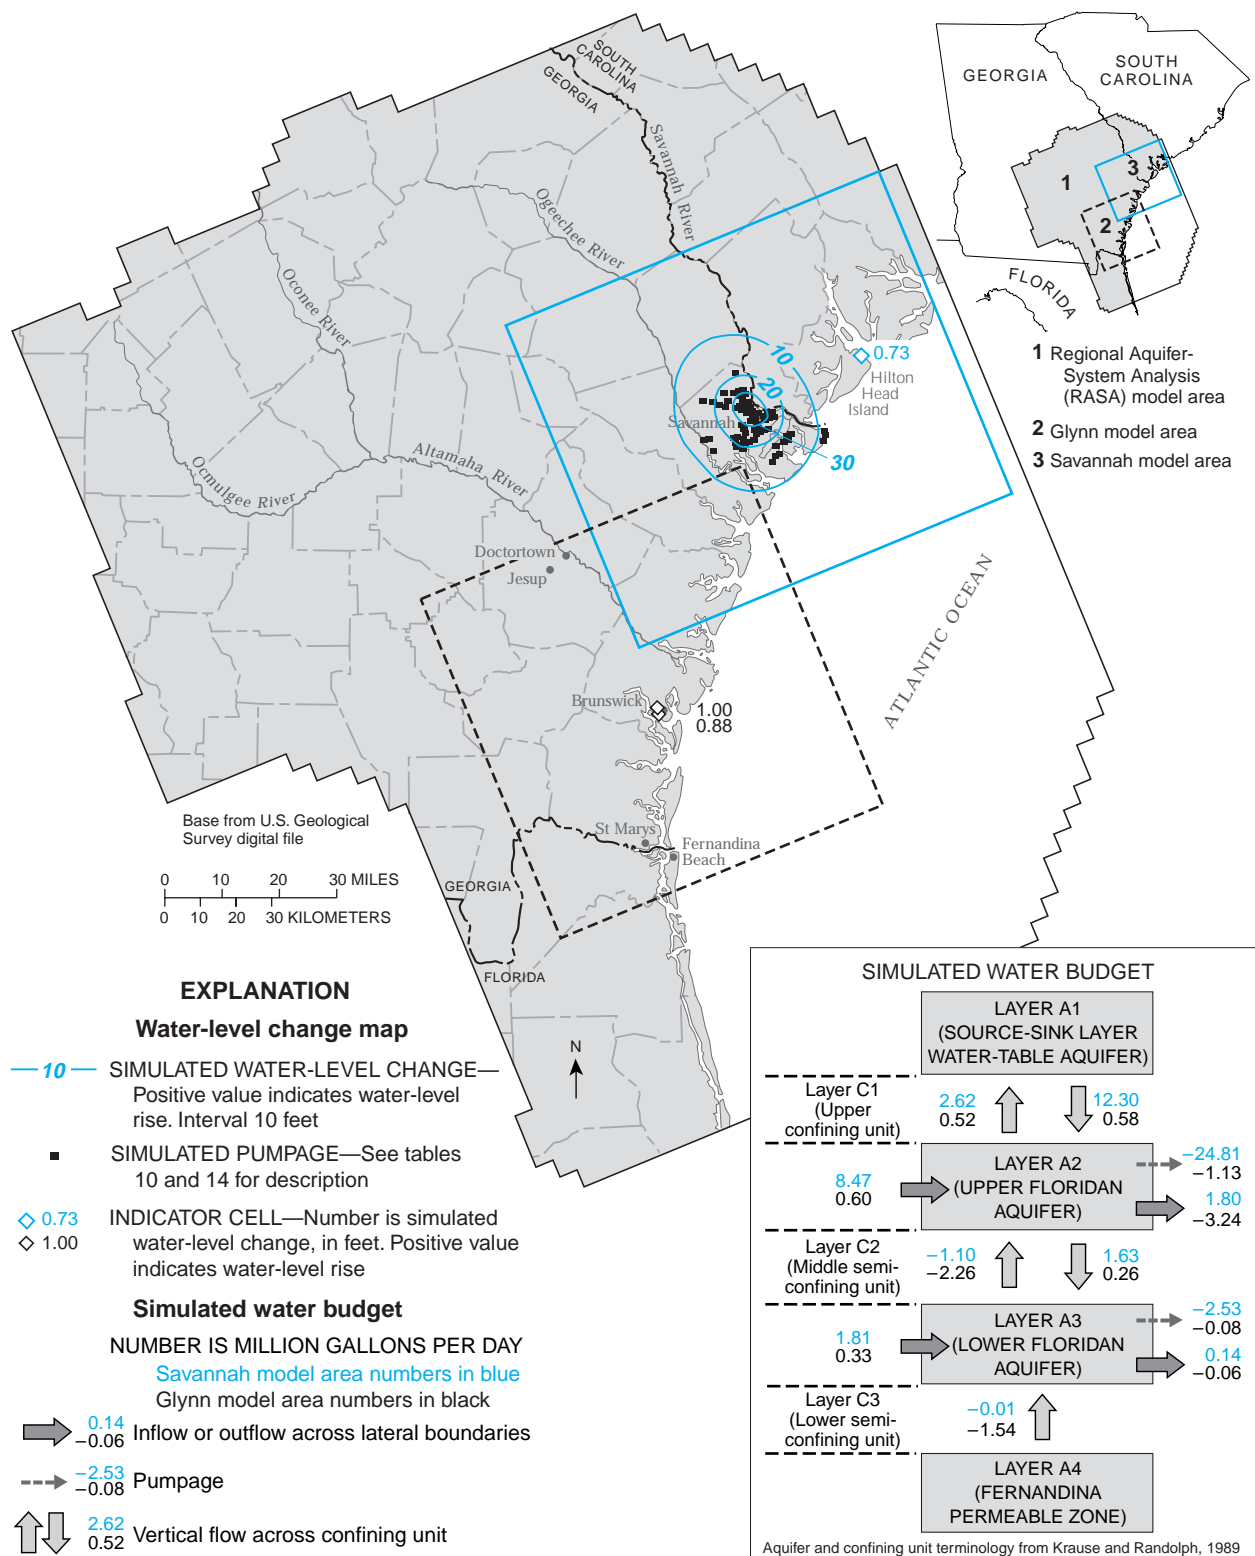 SOUTH
CAROLINA
GEORGIA
Savannah River
Ogeechee River
Oconee River
Ocmulgee River
Altamaha River
10
20
30
0.73
Hilton
Head
Island
Savannah
Doctortown
Jesup
Brunswick
1.00
0.88
ATLANTIC OCEAN
St Marys
Fernandina
Beach
GEORGIA
FLORIDA
GEORGIA
SOUTH
CAROLINA
FLORIDA
1
2
3
1 Regional Aquifer-
System Analysis
(RASA) model area
2 Glynn model area
3 Savannah model area
Base from U.S. Geological
Survey digital file
0 10 20 30 MILES
0 10 20 30 KILOMETERS
N
EXPLANATION
Water-level change map
10 SIMULATED WATER-LEVEL CHANGE—
Positive value indicates water-level
rise. Interval 10 feet
SIMULATED PUMPAGE—See tables
10 and 14 for description
0.73 INDICATOR CELL—Number is simulated
1.00 water-level change, in feet. Positive value
indicates water-level rise
Simulated water budget
NUMBER IS MILLION GALLONS PER DAY
Savannah model area numbers in blue
Glynn model area numbers in black
0.14
−0.06 Inflow or outflow across lateral boundaries
−2.53
−0.08 Pumpage
2.62
0.52 Vertical flow across confining unit
SIMULATED WATER BUDGET
LAYER A1
(SOURCE-SINK LAYER
WATER-TABLE AQUIFER)
Layer C1
(Upper
confining unit)
2.62
0.52
12.30
0.58
LAYER A2
(UPPER FLORIDAN
AQUIFER)
8.47
0.60
−24.81
−1.13
1.80
−3.24
Layer C2
(Middle semi-
confining unit)
−1.10
−2.26
1.63
0.26
LAYER A3
(LOWER FLORIDAN
AQUIFER)
1.81
0.33
−2.53
−0.08
0.14
−0.06
Layer C3
(Lower semi-
confining unit)
−0.01
−1.54
LAYER A4
(FERNANDINA
PERMEABLE ZONE)
Aquifer and confining unit terminology from Krause and Randolph, 1989